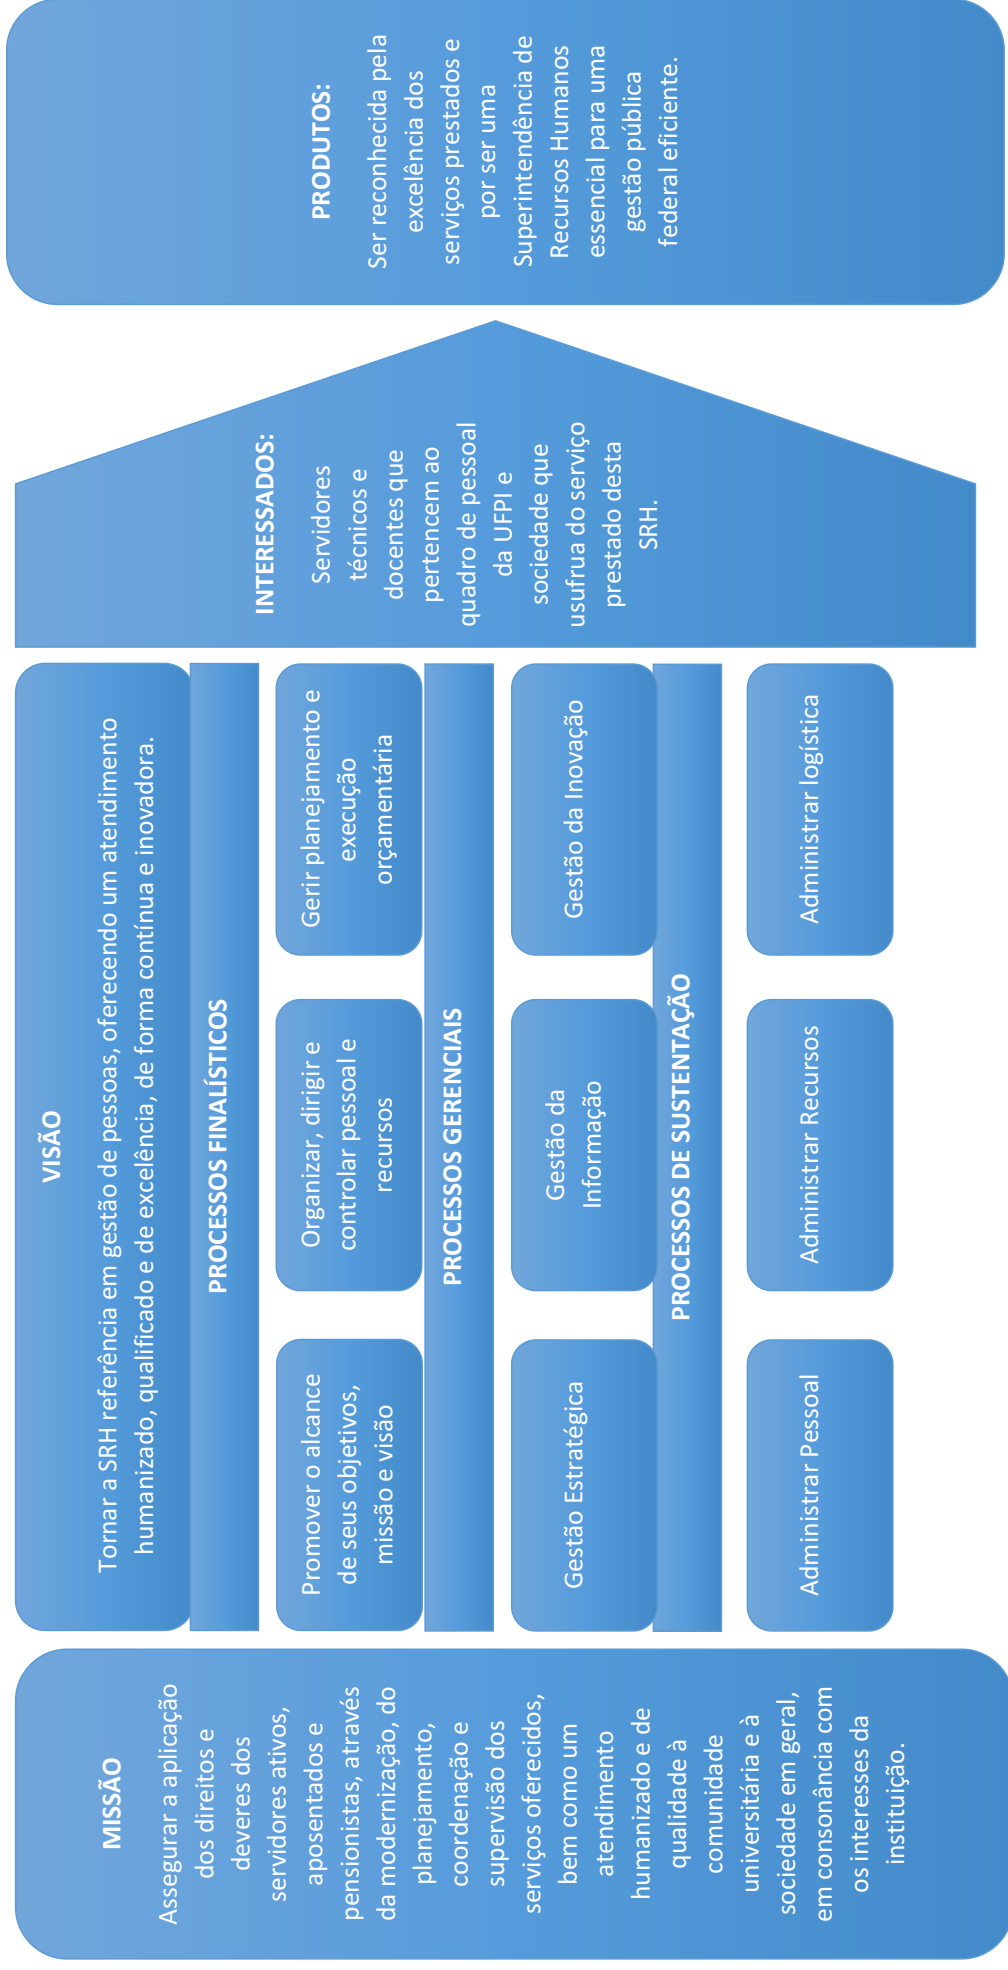 MISSÃO
Assegurar a aplicação
dos direitos e
deveres dos
servidores ativos,
aposentados e
pensionistas, através
da modernização, do
planejamento,
coordenação e
supervisão dos
serviços oferecidos,
bem como um
atendimento
humanizado e de
qualidade à
comunidade
universitária e à
sociedade em geral,
em consonância com
os interesses da
instituição.
VISÃO
Tornar a SRH referência em gestão de pessoas, oferecendo um atendimento
humanizado, qualificado e de excelência, de forma contínua e inovadora.
PROCESSOS FINALÍSTICOS
Promover o alcance
de seus objetivos,
missão e visão
Organizar, dirigir e
controlar pessoal e
recursos
Gerir planejamento e
execução
orçamentária
PROCESSOS GERENCIAIS
Gestão Estratégica
Gestão da
Informação
Gestão da Inovação
PROCESSOS DE SUSTENTAÇÃO
Administrar Pessoal
Administrar Recursos
Administrar logística
INTERESSADOS:
Servidores
técnicos e
docentes que
pertencem ao
quadro de pessoal
da UFPI e
sociedade que
usufrua do serviço
prestado desta
SRH.
PRODUTOS:
Ser reconhecida pela
excelência dos
serviços prestados e
por ser uma
Superintendência de
Recursos Humanos
essencial para uma
gestão pública
federal eficiente.